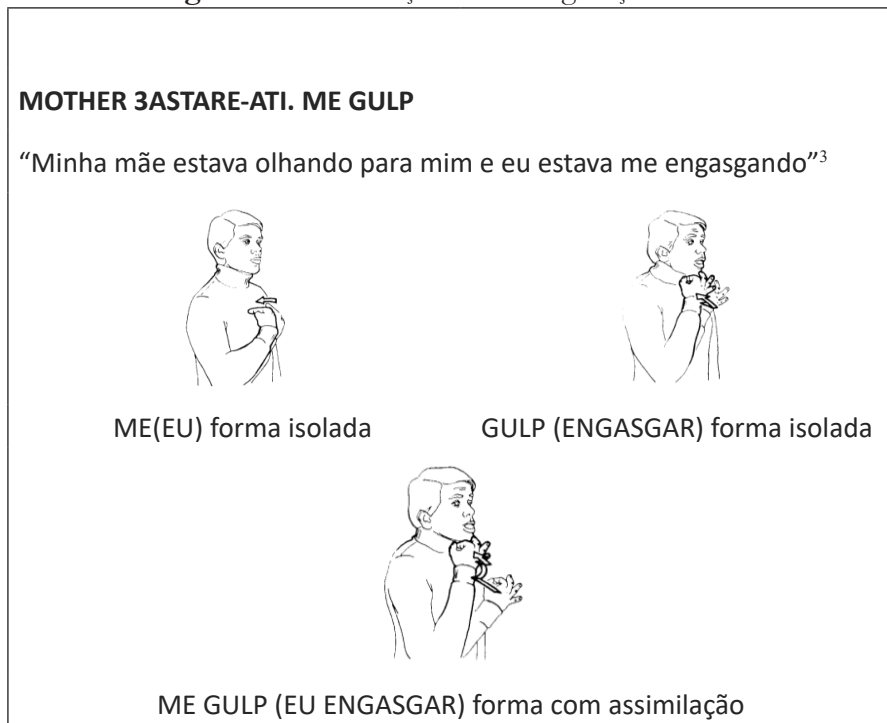 MOTHER 3ASTARE-ATI. ME GULP
“Minha mãe estava olhando para mim e eu estava me engasgando”3
ME(EU) forma isolada
GULP (ENGASGAR) forma isolada
ME GULP (EU ENGASGAR) forma com assimilação